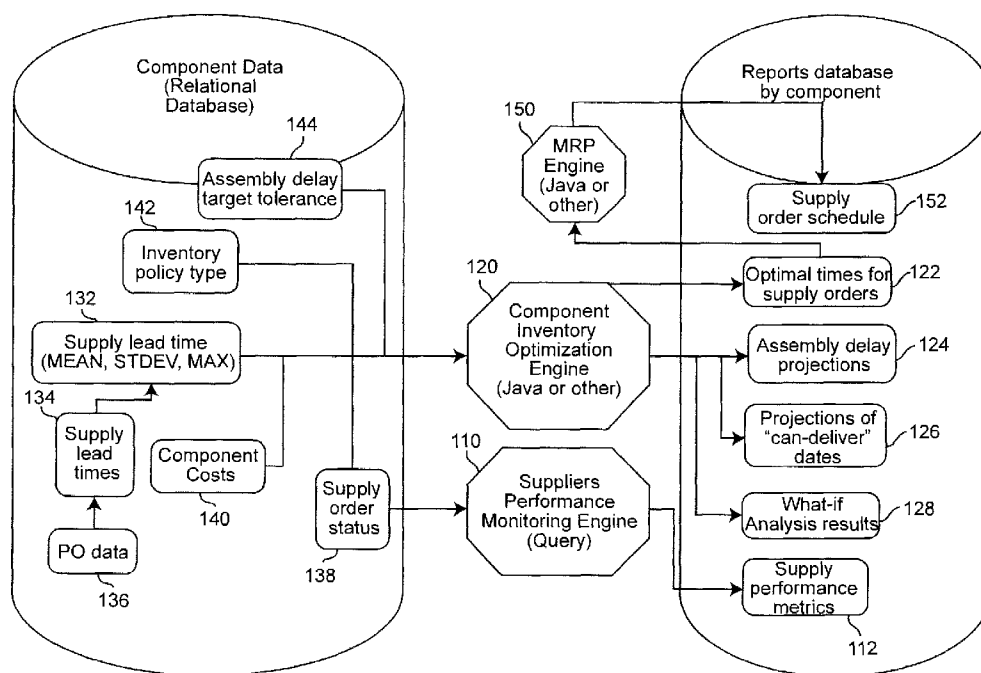 Component Data
(Relational
Database)
144
Assembly delay
target tolerance
142
Inventory
policy type
132
Supply lead time
(MEAN, STDEV, MAX)
134
Supply
lead
times
Component
Costs
140
PO data
136
Supply
order
status
138
150
MRP
Engine
(Java or
other)
120
Component
Inventory
Optimization
Engine
(Java or other)
110
Suppliers
Performance
Monitoring Engine
(Query)
Reports database
by component
Supply
order schedule
152
Optimal times for
supply orders
122
Assembly delay
projections
124
Projections of
"can-deliver"
dates
126
What-if
Analysis results
128
Supply
performance
metrics
112